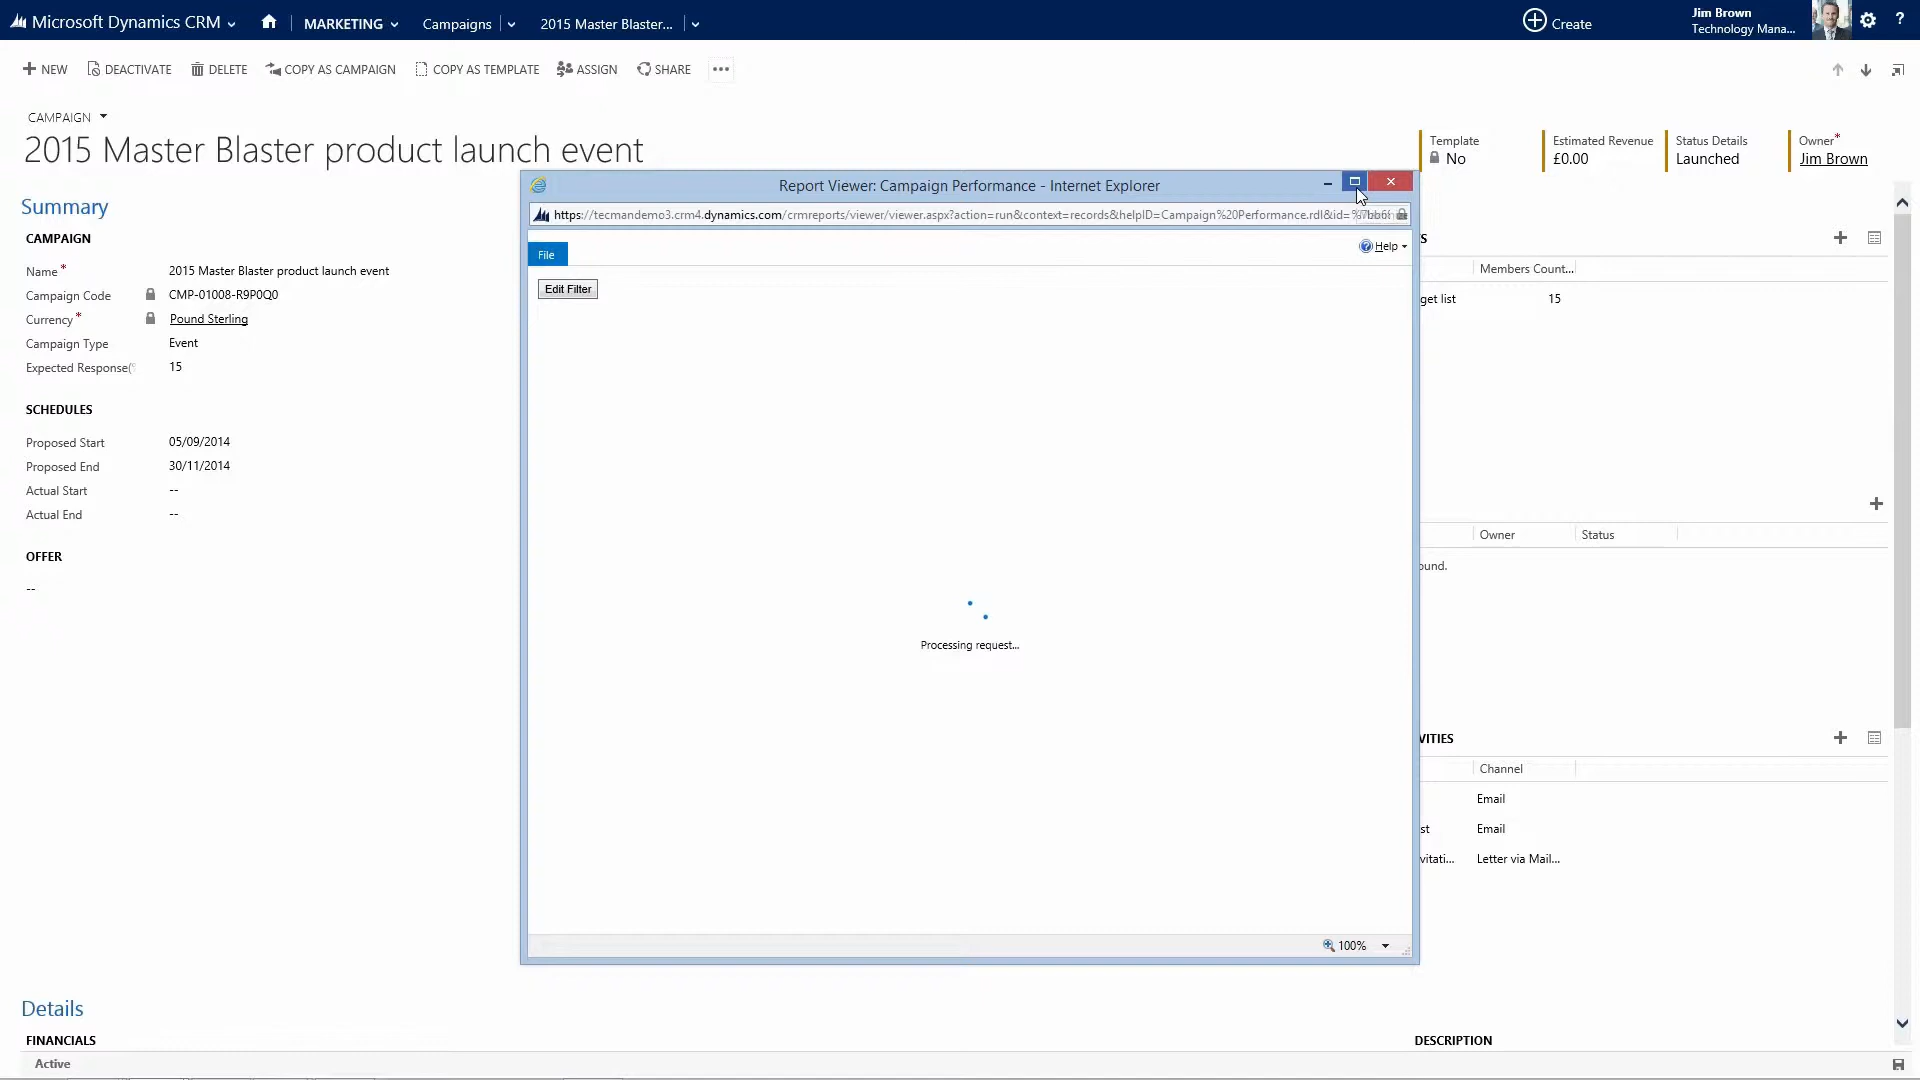 Microsoft Dynamics CRM MARKETING Campaigns 2015 Master Blaster... Create Jim Brown
Technology Mana... ?
NEW DEACTIVATE DELETE COPY AS CAMPAIGN COPY AS TEMPLATE ASSIGN SHARE ...
CAMPAIGN
2015 Master Blaster product launch event
Template
No
Estimated Revenue
£0.00
Status Details
Launched
Owner*
Jim Brown
Summary
CAMPAIGN
Name* 2015 Master Blaster product launch event
Campaign Code CMP-01008-R9P0Q0
Currency* Pound Sterling
Campaign Type Event
Expected Response( 15
SCHEDULES
Proposed Start 05/09/2014
Proposed End 30/11/2014
Actual Start --
Actual End --
OFFER
--
Report Viewer: Campaign Performance - Internet Explorer
https://tecmandemo3.crm4.dynamics.com/crmreports/viewer/viewer.aspx?action=run&context=records&helpID=Campaign%20Performance.rdl&id=
File
Help
Edit Filter
Processing request...
100%
S
Members Count...
get list 15
Owner Status
ound.
VITIES
Channel
Email
st Email
vitati... Letter via Mail...
Details
FINANCIALS
DESCRIPTION
Active